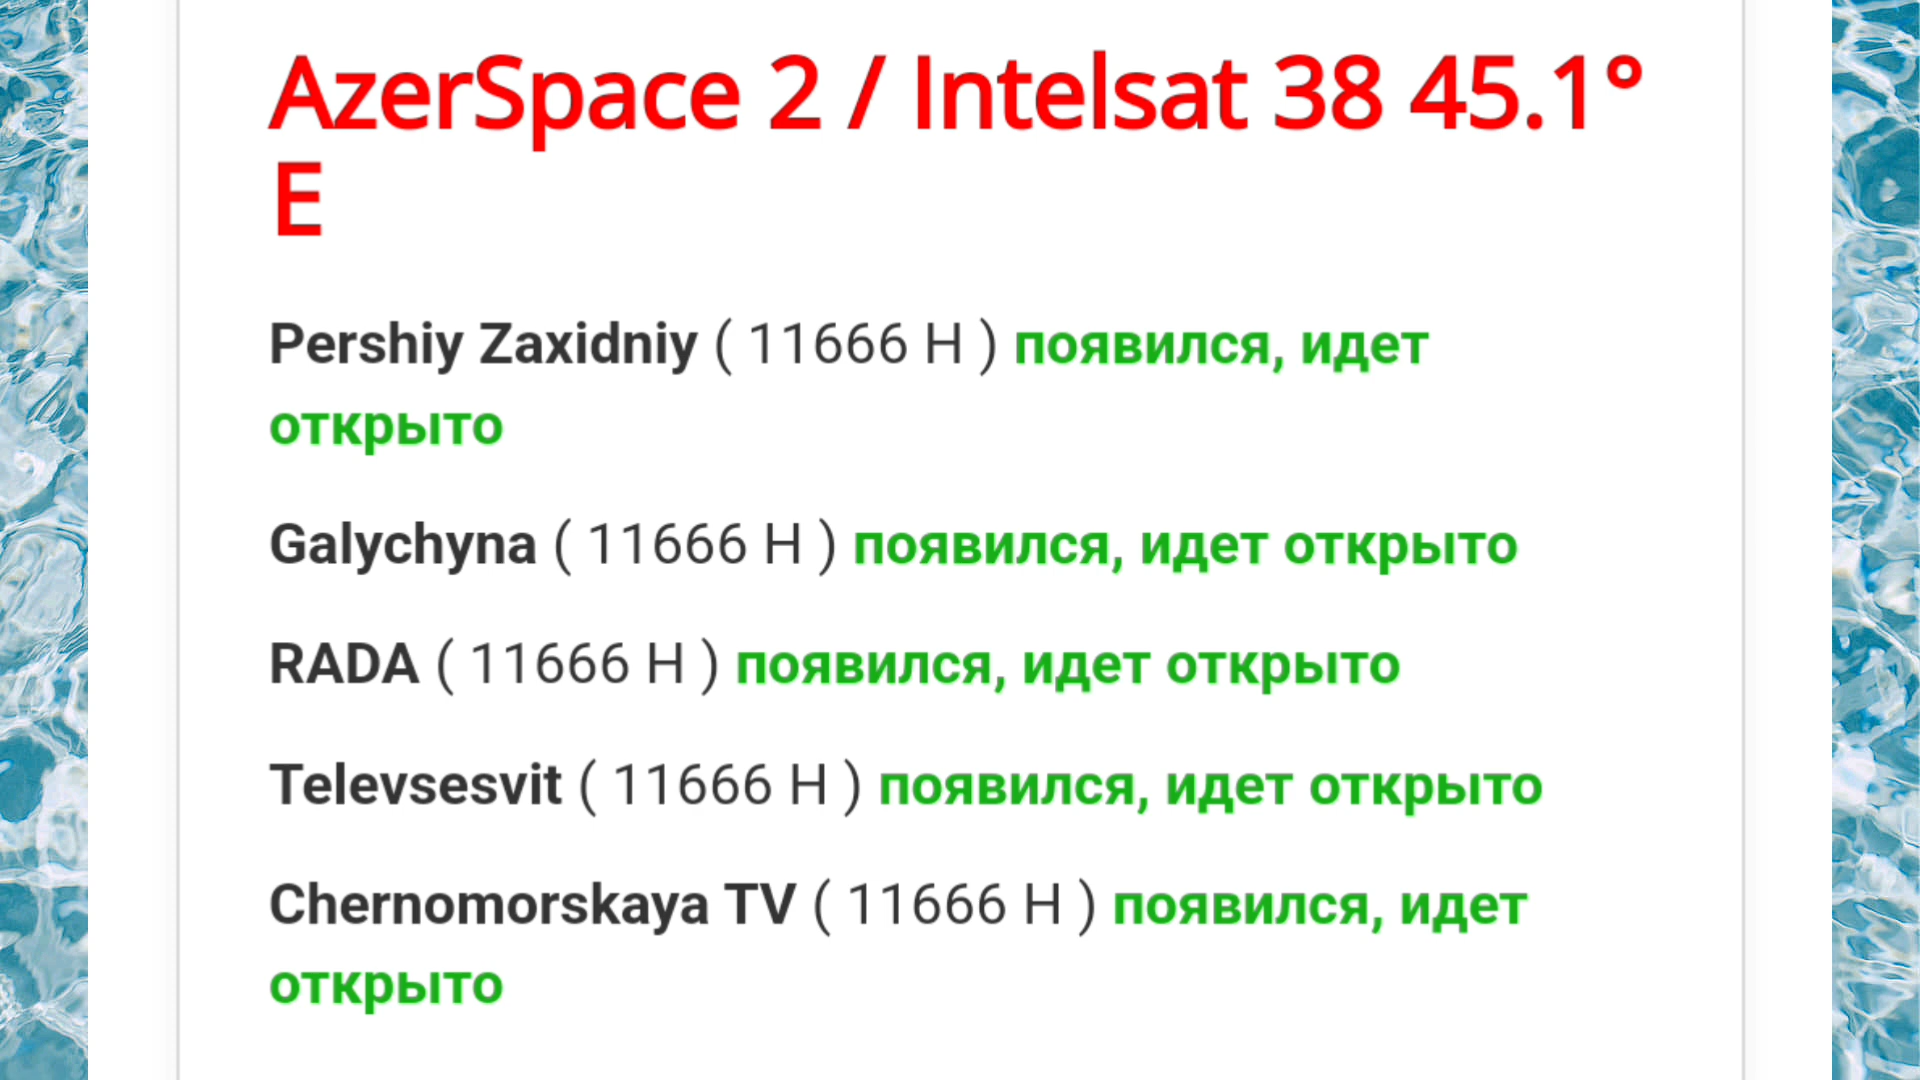 AzerSpace 2 / Intelsat 38 45.1°
E
Pershiy Zaxidniy ( 11666 H ) появился, идет
открыто
Galychyna ( 11666 H ) появился, идет открыто
RADA ( 11666 H ) появился, идет открыто
Televsesvit ( 11666 H ) появился, идет открыто
Chernomorskaya TV ( 11666 H ) появился, идет
открыто